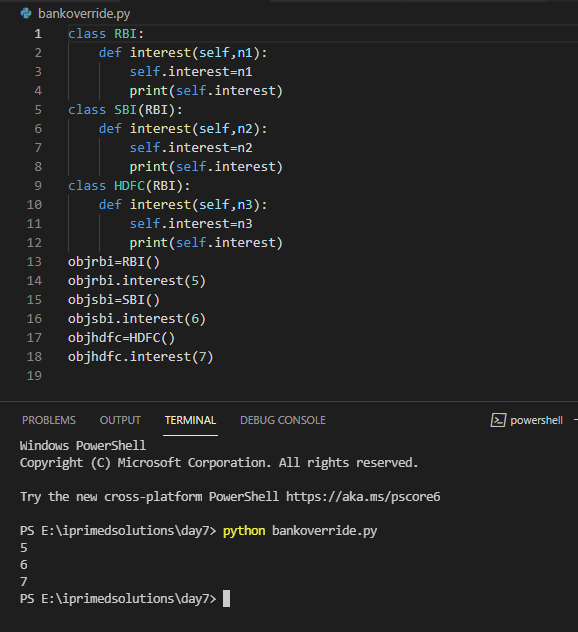 bankoverride.py
1 class RBI:
2     def interest(self,n1):
3         self.interest=n1
4         print(self.interest)
5 class SBI(RBI):
6     def interest(self,n2):
7         self.interest=n2
8         print(self.interest)
9 class HDFC(RBI):
10     def interest(self,n3):
11         self.interest=n3
12         print(self.interest)
13 objrbi=RBI()
14 objrbi.interest(5)
15 objsbi=SBI()
16 objsbi.interest(6)
17 objhdfc=HDFC()
18 objhdfc.interest(7)
19
PROBLEMS OUTPUT TERMINAL DEBUG CONSOLE powershell
Windows PowerShell
Copyright (C) Microsoft Corporation. All rights reserved.
Try the new cross-platform PowerShell https://aka.ms/pscore6
PS E:\iprimedsolutions\day7> python bankoverride.py
5
6
7
PS E:\iprimedsolutions\day7>